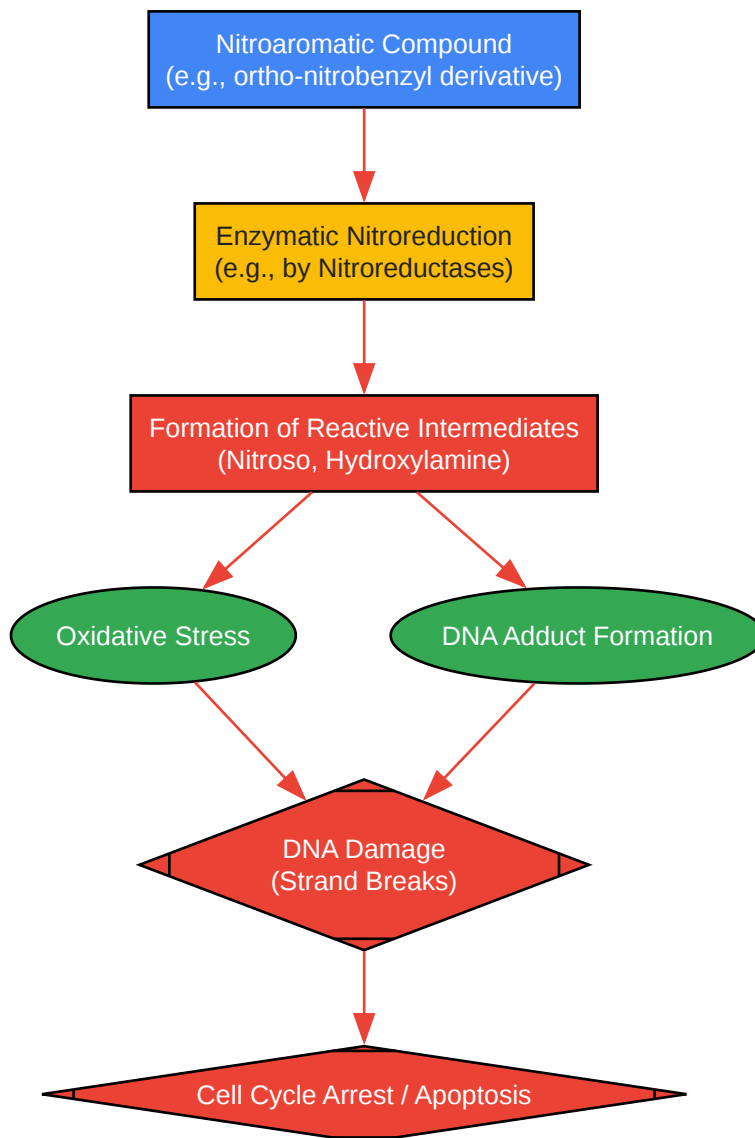 Nitroaromatic Compound
(e.g., ortho-nitrobenzyl derivative)
Enzymatic Nitroreduction
(e.g., by Nitroreductases)
Formation of Reactive Intermediates
(Nitroso, Hydroxylamine)
Oxidative Stress
DNA Adduct Formation
DNA Damage
(Strand Breaks)
Cell Cycle Arrest / Apoptosis